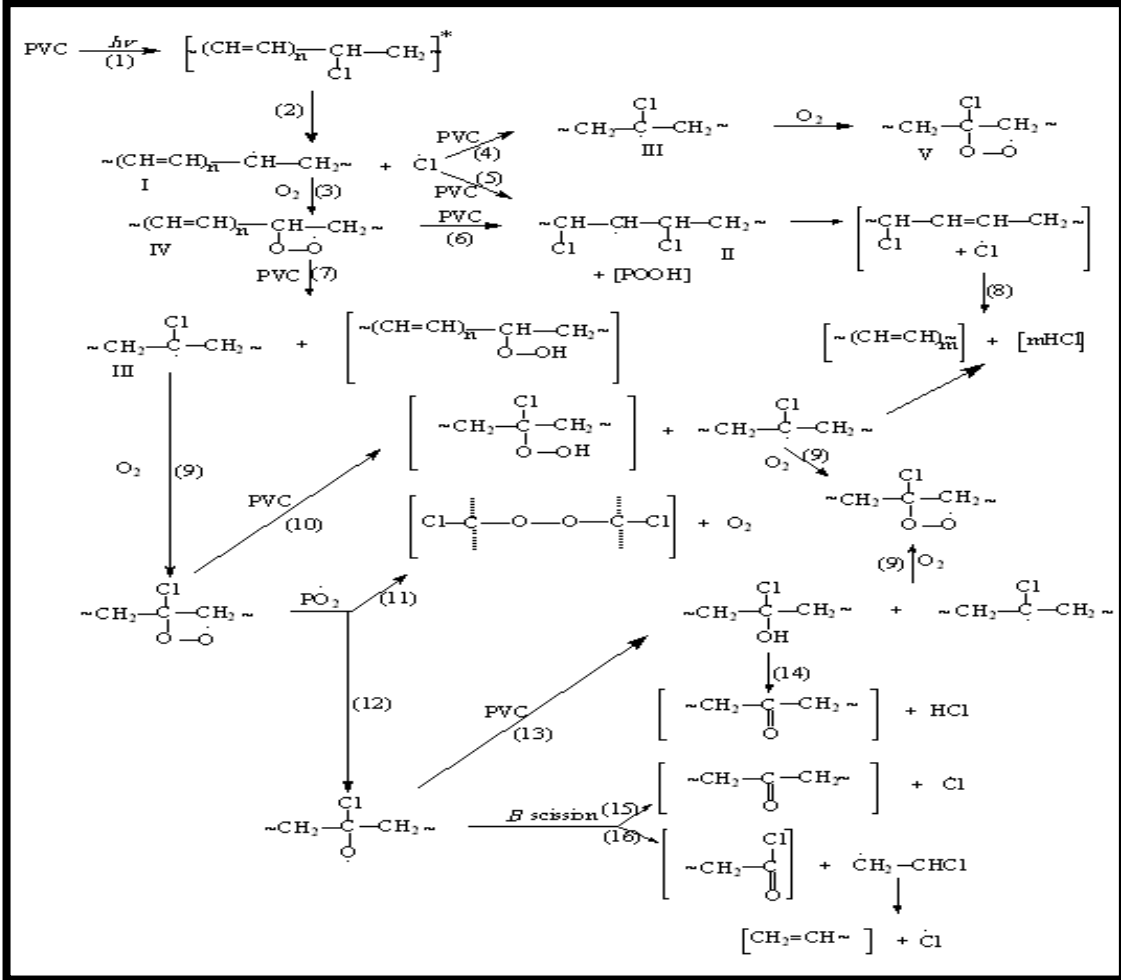 PVC hν (1) [~(CH=CH)n—CH—CH₂~]*
Cl
(2)
~CH₂—C—CH₂~ Cl III O₂ ~CH₂—C—CH₂~ Cl O—Ȯ V
PVC (4)
~(CH=CH)n—ĊH—CH₂~ I + Ċl
PVC (5)
O₂ (3)
~(CH=CH)n—CH—CH₂~ O—Ȯ IV PVC (6) ~CH—ĊH—CH—CH₂~ Cl Cl II [~CH—CH=CH—CH₂~ Cl + Ċl]
+ [POOH]
PVC (7)
(8)
~CH₂—Ċ—CH₂~ Cl III + [~(CH=CH)n—CH—CH₂~ O—OH] [~(CH=CH)m~] + [mHCl]
[~CH₂—C—CH₂~ Cl O—OH] + ~CH₂—Ċ—CH₂~ Cl
O₂ (9)
O₂ (9)
PVC (10)
~CH₂—C—CH₂~ Cl O—Ȯ
[Cl—C—O—O—C—Cl] + O₂
(9) O₂
~CH₂—C—CH₂~ Cl O—Ȯ PȮ₂ (11) ~CH₂—C—CH₂~ Cl OH + ~CH₂—Ċ—CH₂~ Cl
(14)
(12)
PVC (13)
[~CH₂—C—CH₂~ O] + HCl
[~CH₂—C—CH₂~ O] + Ċl
~CH₂—C—CH₂~ Cl Ȯ B scission (15)
(16)
[~CH₂—C Cl O] + ĊH₂—CHCl
[CH₂=CH~] + Ċl